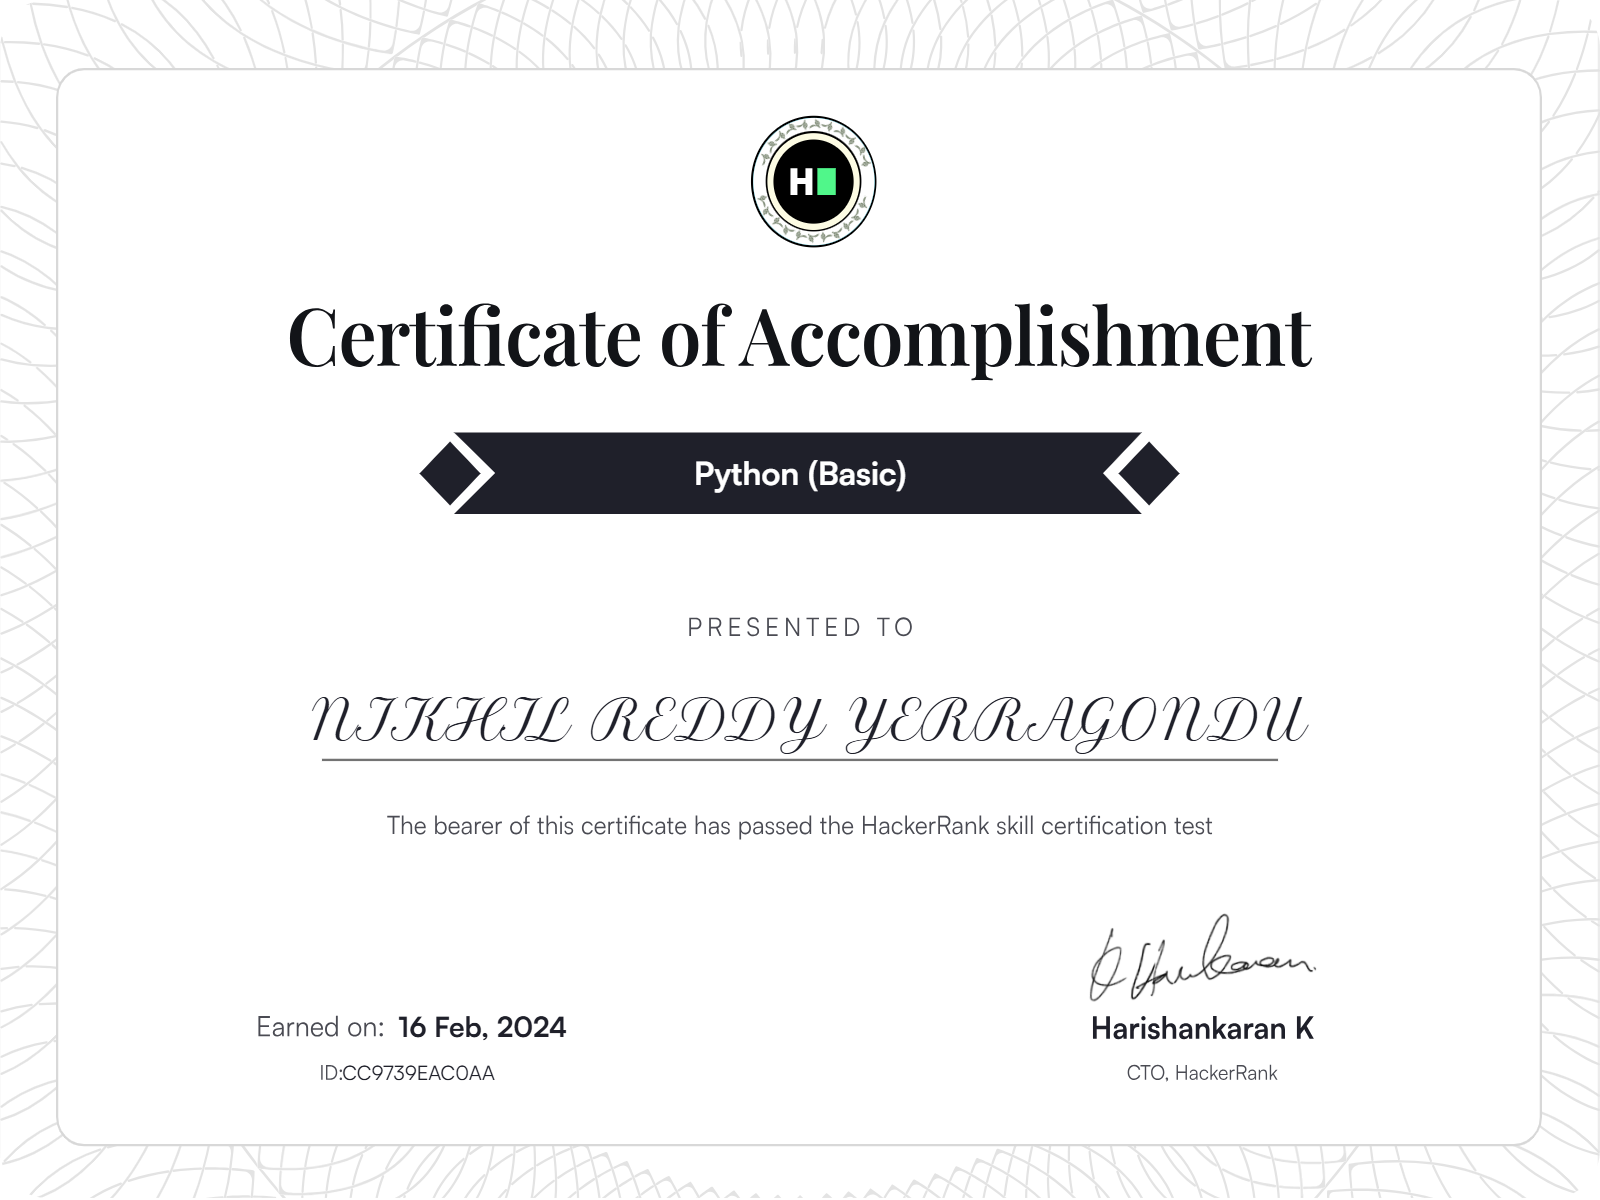 H
Certificate of Accomplishment
Python (Basic)
PRESENTED TO
NIKHIL REDDY YERRAGONDU
The bearer of this certificate has passed the HackerRank skill certification test
Earned on: 16 Feb, 2024
ID:CC9739EAC0AA
K Harikaran
Harishankaran K
CTO, HackerRank